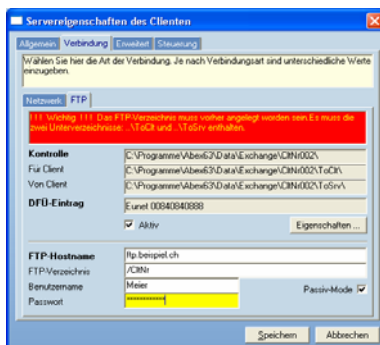 Servereigenschaften des Clienten
Allgemein Verbindung Erweitert Steuerung
Wählen Sie hier die Art der Verbindung. Je nach Verbindungsart sind unterschiedliche Werte
einzugeben.
Netzwerk FTP
!!! Wichtig !!! Das FTP-Verzeichnis muss vorher angelegt worden sein.Es muss die
zwei Unterverzeichnisse: ..\ToClt und ..\ToSrv enthalten.
Kontrolle C:\Programme\Abex63\Data\Exchange\CltNr002\
Für Client C:\Programme\Abex63\Data\Exchange\CltNr002\ToClt\
Von Client C:\Programme\Abex63\Data\Exchange\CltNr002\ToSrv\
DFÜ-Eintrag Eunet 00840840888
Aktiv Eigenschaften ...
FTP-Hostname ftp.beispiel.ch
FTP-Verzeichnis /CltNr
Benutzername Meier Passiv-Mode
Passwort ************
Speichern Abbrechen